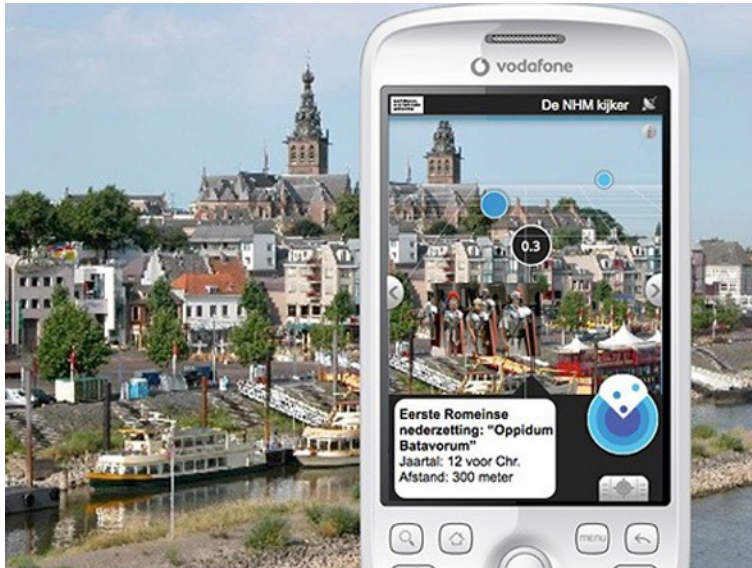 vodafone
De NHM kijker
0.3
Eerste Romeinse
nederzetting: "Oppidum
Batavorum"
Jaartal: 12 voor Chr.
Afstand: 300 meter
MENU